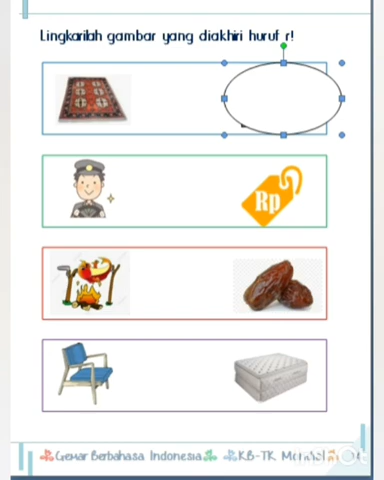 Lingkarilah gambar yang diakhiri huruf r!
Rp
Gemar Berbahasa Indonesia
KB-TK